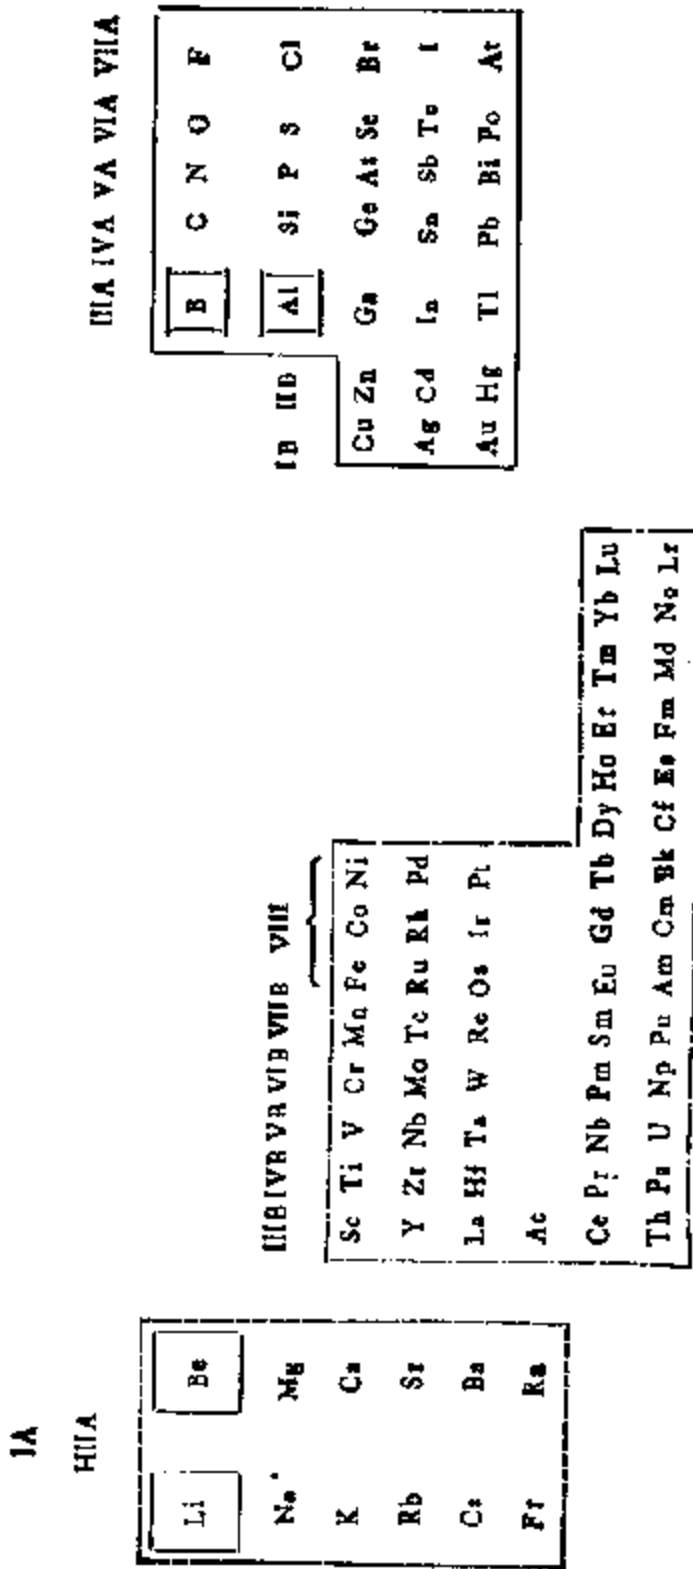 IA
HIIA
Li Be
Na Mg
K Ca
Rb Sr
Cs Ba
Fr Ra
IIIB IVB VB VIB VIIB VIII
Sc Ti V Cr Mn Fe Co Ni
Y Zr Nb Mo Tc Ru Rh Pd
La Hf Ta W Re Os Ir Pt
Ac
Ce Pr Nb Pm Sm Eu Gd Tb Dy Ho Er Tm Yb Lu
Th Pa U Np Pu Am Cm Bk Cf Es Fm Md No Lr
IIIA IVA VA VIA VIIA
B C N O F
IB IIB
Al Si P S Cl
Cu Zn Ga Ge As Se Br
Ag Cd In Sn Sb Te I
Au Hg Tl Pb Bi Po At